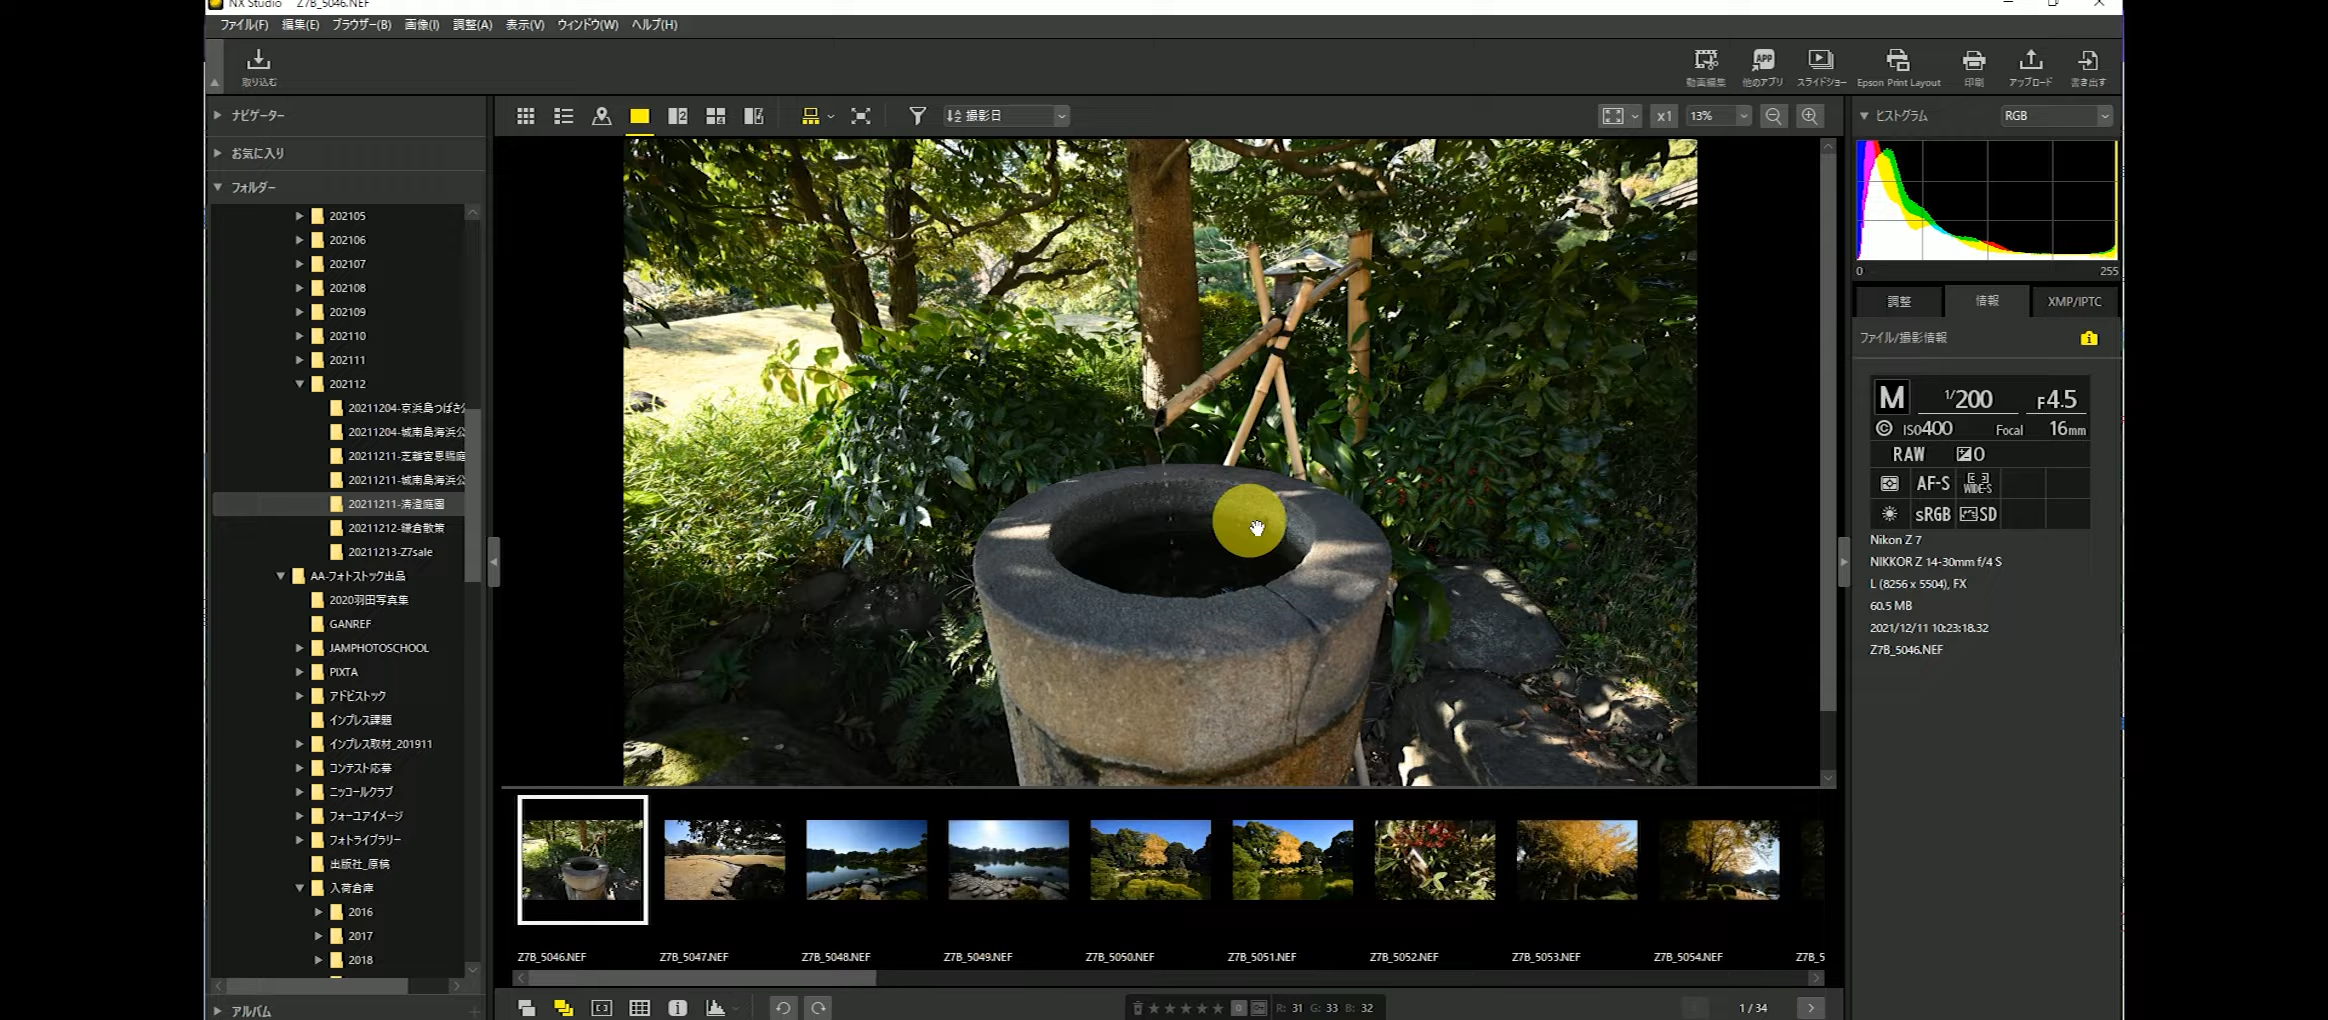 NX Studio Z7B_5046.NEF
ファイル(F) 編集(E) ブラウザー(B) 画像(I) 調整(A) 表示(V) ウィンドウ(W) ヘルプ(H)
取り込む
動画編集 他のアプリ スライドショー Epson Print Layout 印刷 アップロード 書き出す
ナビゲーター
お気に入り
フォルダー
202105
202106
202107
202108
202109
202110
202111
202112
20211204-京浜島つばさ公
20211204-城南島海浜公
20211211-芝離宮恩賜庭
20211211-城南島海浜公
20211211-清澄庭園
20211212-鎌倉散策
20211213-Z7sale
AA-フォトストック出品
2020羽田写真集
GANREF
JAMPHOTOSCHOOL
PIXTA
アドビストック
インプレス課題
インプレス取材_201911
コンテスト応募
ニッコールクラブ
フォーユアイメージ
フォトライブラリー
出版社_原稿
入荷倉庫
2016
2017
2018
アルバム
撮影日
x1 13%
ヒストグラム RGB
0 255
調整 情報 XMP/IPTC
ファイル/撮影情報
M 1/200 F4.5
ISO400 Focal 16mm
RAW 0
AF-S WIDE-S
sRGB SD
Nikon Z 7
NIKKOR Z 14-30mm f/4 S
L (8256 x 5504), FX
60.5 MB
2021/12/11 10:23:18.32
Z7B_5046.NEF
Z7B_5046.NEF Z7B_5047.NEF Z7B_5048.NEF Z7B_5049.NEF Z7B_5050.NEF Z7B_5051.NEF Z7B_5052.NEF Z7B_5053.NEF Z7B_5054.NEF Z7B_5
R: 31 G: 33 B: 32
1 / 34